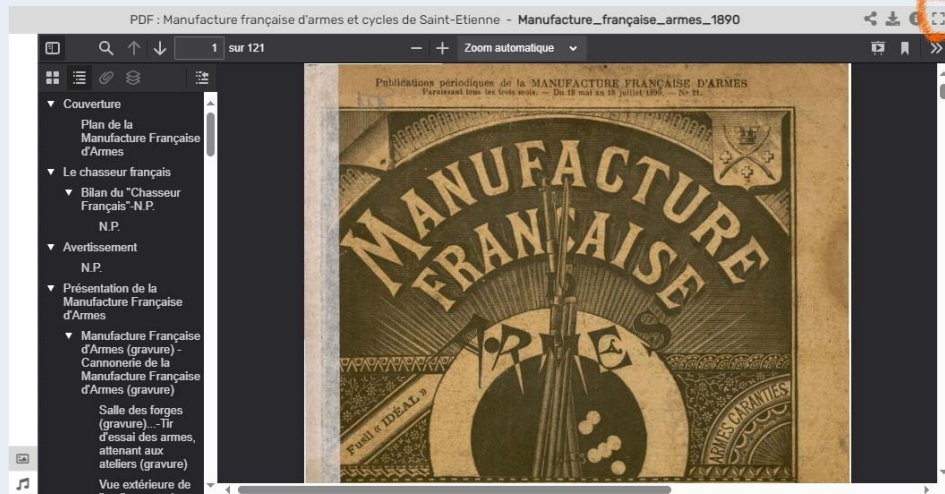 PDF : Manufacture française d'armes et cycles de Saint-Etienne - Manufacture_française_armes_1890
1 sur 121
Zoom automatique
Couverture
Plan de la
Manufacture Française
d'Armes
Le chasseur français
Bilan du "Chasseur
Français"-N.P.
N.P.
Avertissement
N.P.
Présentation de la
Manufacture Française
d'Armes
Manufacture Française
d'Armes (gravure) -
Cannonerie de la
Manufacture Française
d'Armes (gravure)
Salle des forges
(gravure)...-Tir
d'essai des armes,
attenant aux
ateliers (gravure)
Vue extérieure de
Publications périodiques de la MANUFACTURE FRANÇAISE D'ARMES
Paraissant tous les trois mois. — Du 15 mai au 15 juillet 1890. — No 21.
MANUFACTURE
FRANÇAISE
ARMES
Fusil « IDÉAL »
ARMES GARANTIES